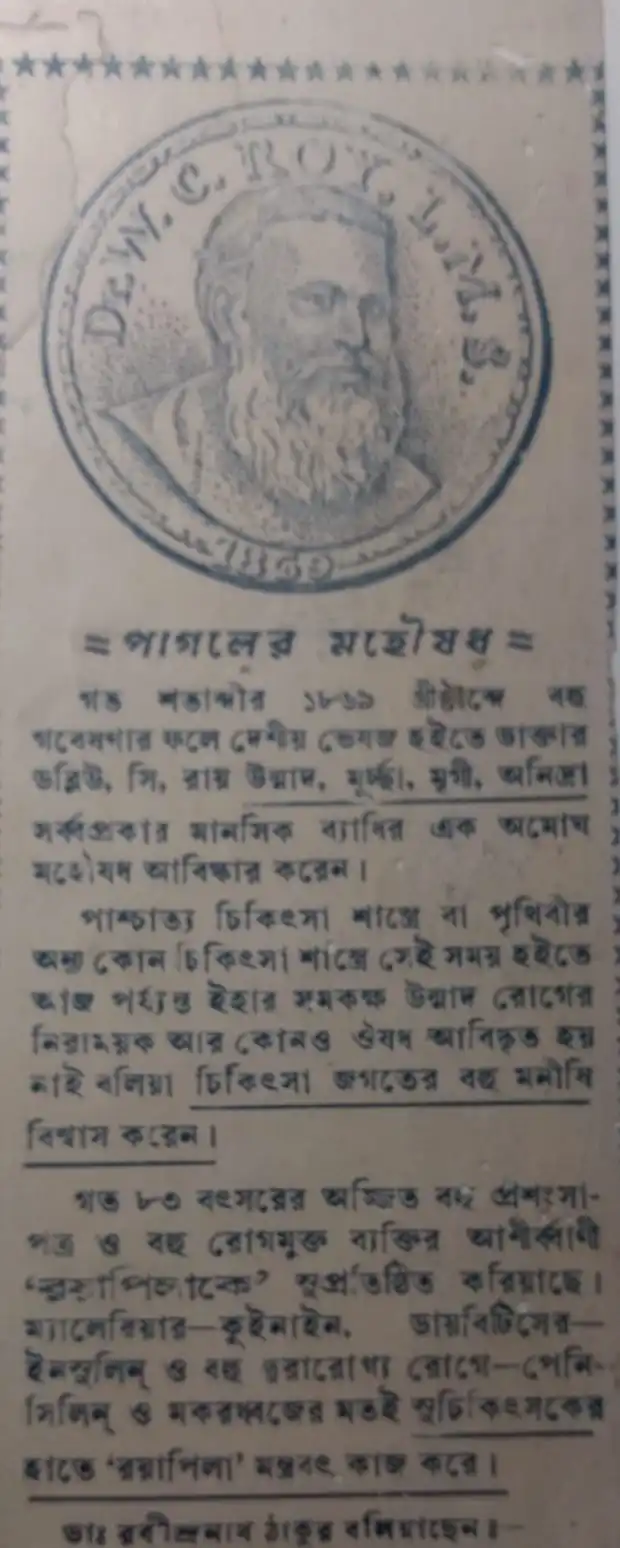 Dr. W. C. ROY. L. M. S.
1869
= পাগলের মহৌষধ =
গত শতাব্দীর ১৮৬৯ খ্রীষ্টাব্দে বহু
গবেষণার ফলে দেশীয় ভেষজ হইতে ডাক্তার
ডব্লিউ, সি, রায় উন্মাদ, মূর্চ্ছা, মৃগী, অনিদ্রা
সর্ব্বপ্রকার মানসিক ব্যাধির এক অমোঘ
মহৌষধ আবিষ্কার করেন।
পাশ্চাত্য চিকিৎসা শাস্ত্রে বা পৃথিবীর
অন্য কোন চিকিৎসা শাস্ত্রে সেই সময় হইতে
আজ পর্য্যন্ত ইহার সমকক্ষ উন্মাদ রোগের
নিরাময়ক আর কোনও ঔষধ আবিষ্কৃত হয়
নাই বলিয়া চিকিৎসা জগতের বহু মনীষি
বিশ্বাস করেন।
গত ৮৩ বৎসরের অর্জ্জিত বহু প্রশংসা-
পত্র ও বহু রোগমুক্ত ব্যক্তির আশীর্ব্বাণী
সুপ্রতিষ্ঠিত করিয়াছে।
ম্যালেরিয়ার—কুইনাইন, ডায়বিটিসের—
ইনসুলিন্ ও বহু দুরারোগ্য রোগে—পেনি-
সিলিন্ ও মকরধ্বজের মতই সুচিকিৎসকের
হাতে ‘রয়াপিলা’ মন্ত্রবৎ কাজ করে।
ডাঃ রবীন্দ্রনাথ ঠাকুর বলিয়াছেন।—